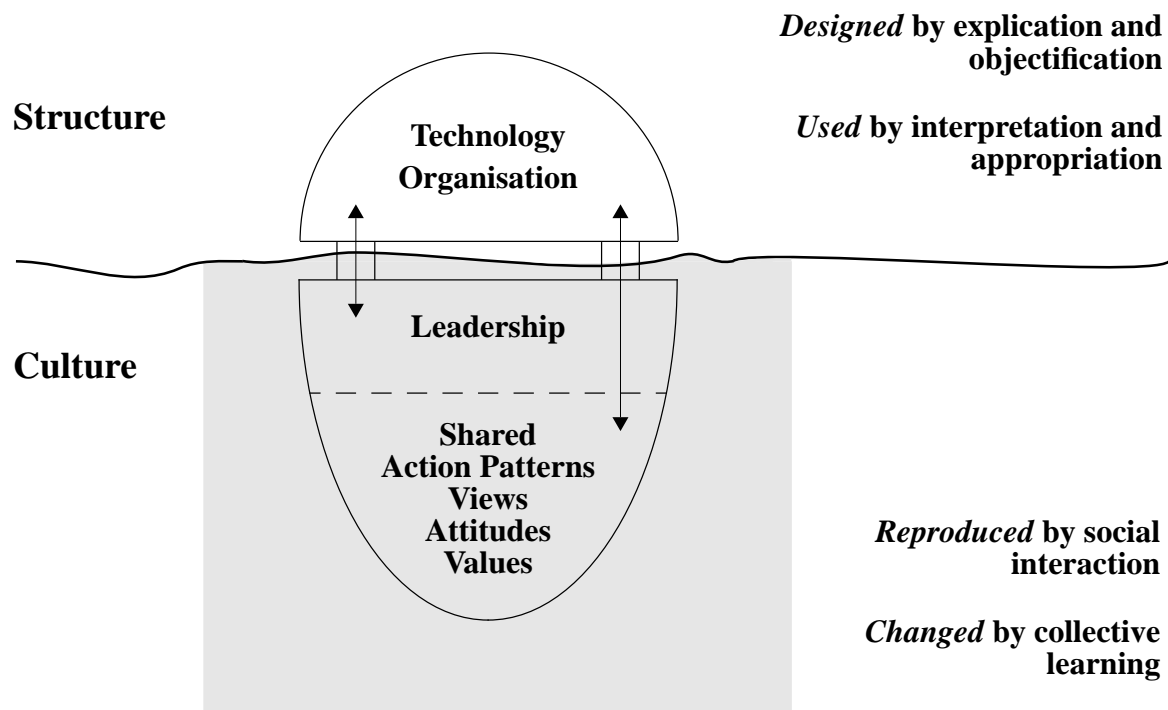 Designed by explication and
objectification
Structure
Used by interpretation and
appropriation
Technology
Organisation
Leadership
Culture
Shared
Action Patterns
Views
Attitudes
Values
Reproduced by social
interaction
Changed by collective
learning